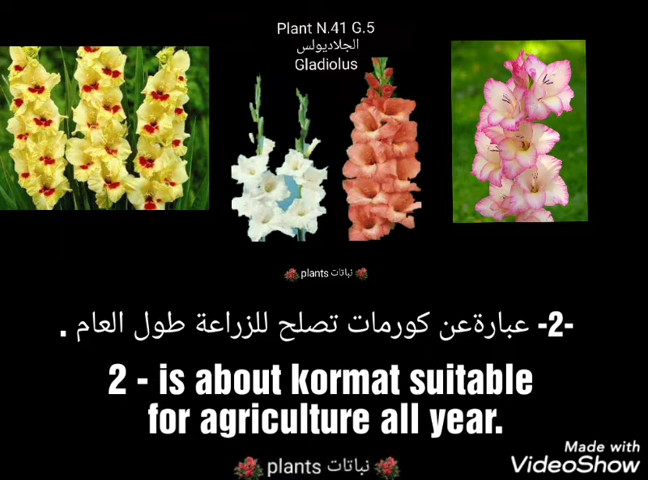 Plant N.41 G.5
الجلاديولس
Gladiolus
plants نباتات
-2- عبارةعن كورمات تصلح للزراعة طول العام .
2 - is about kormat suitable
for agriculture all year.
plants نباتات
Made with
VideoShow